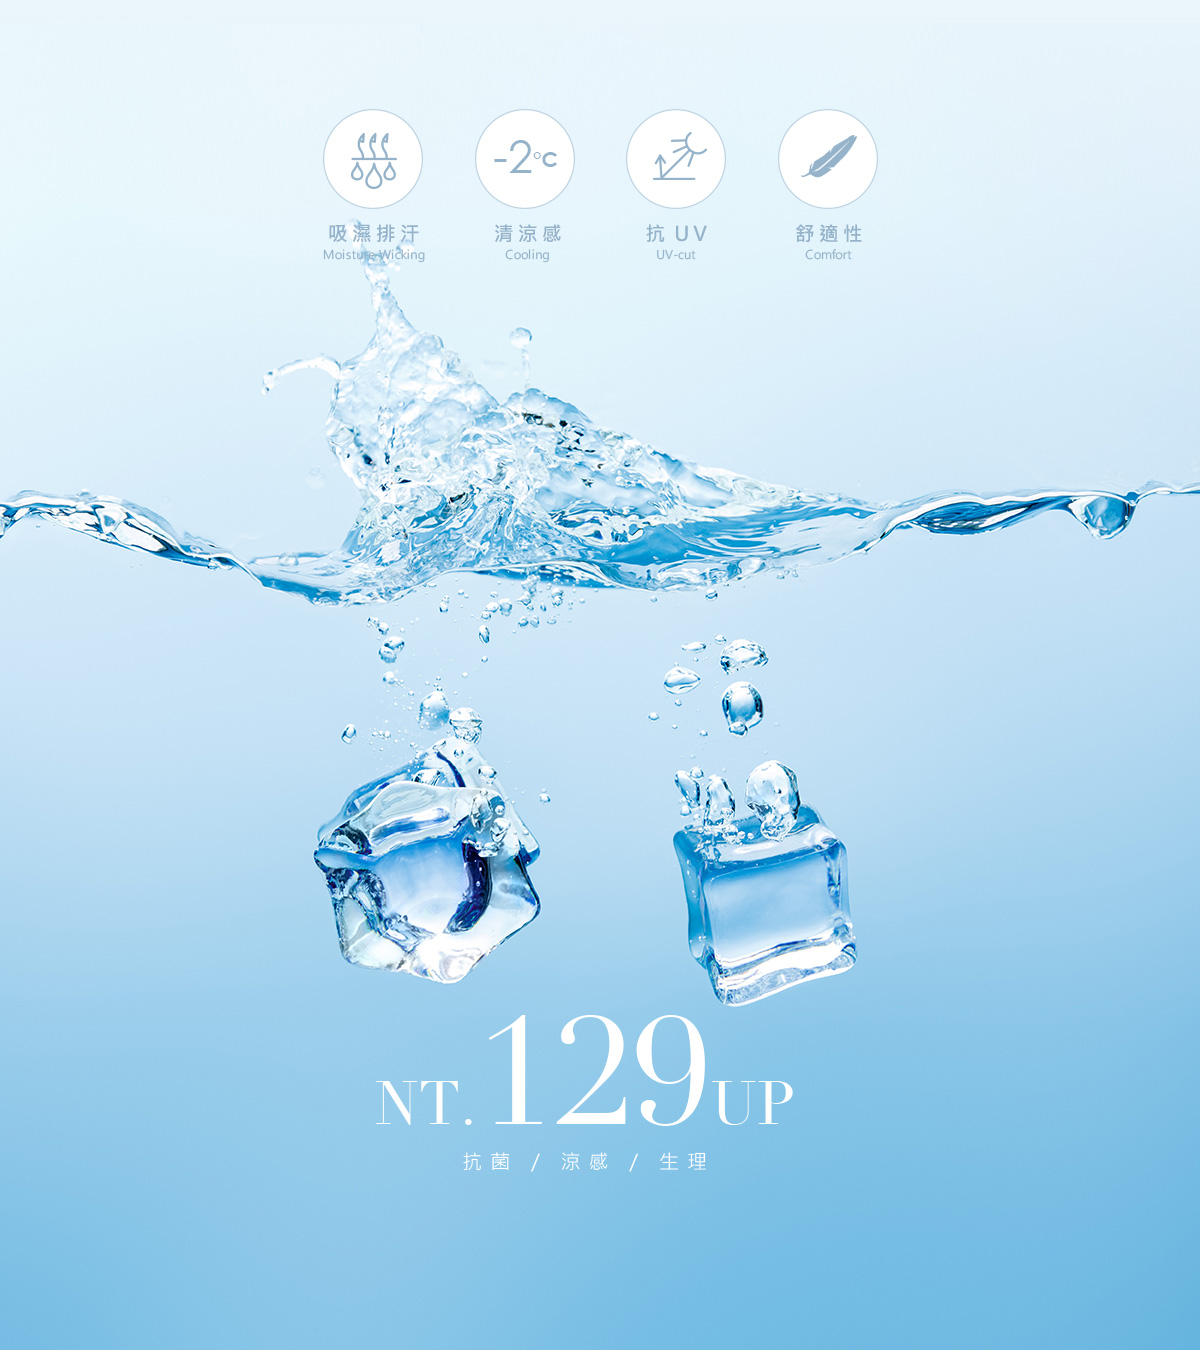 -2°C
吸濕排汗 清涼感 抗 UV 舒適性
Moisture-Wicking Cooling UV-cut Comfort
NT.129UP
抗菌 / 涼感 / 生理